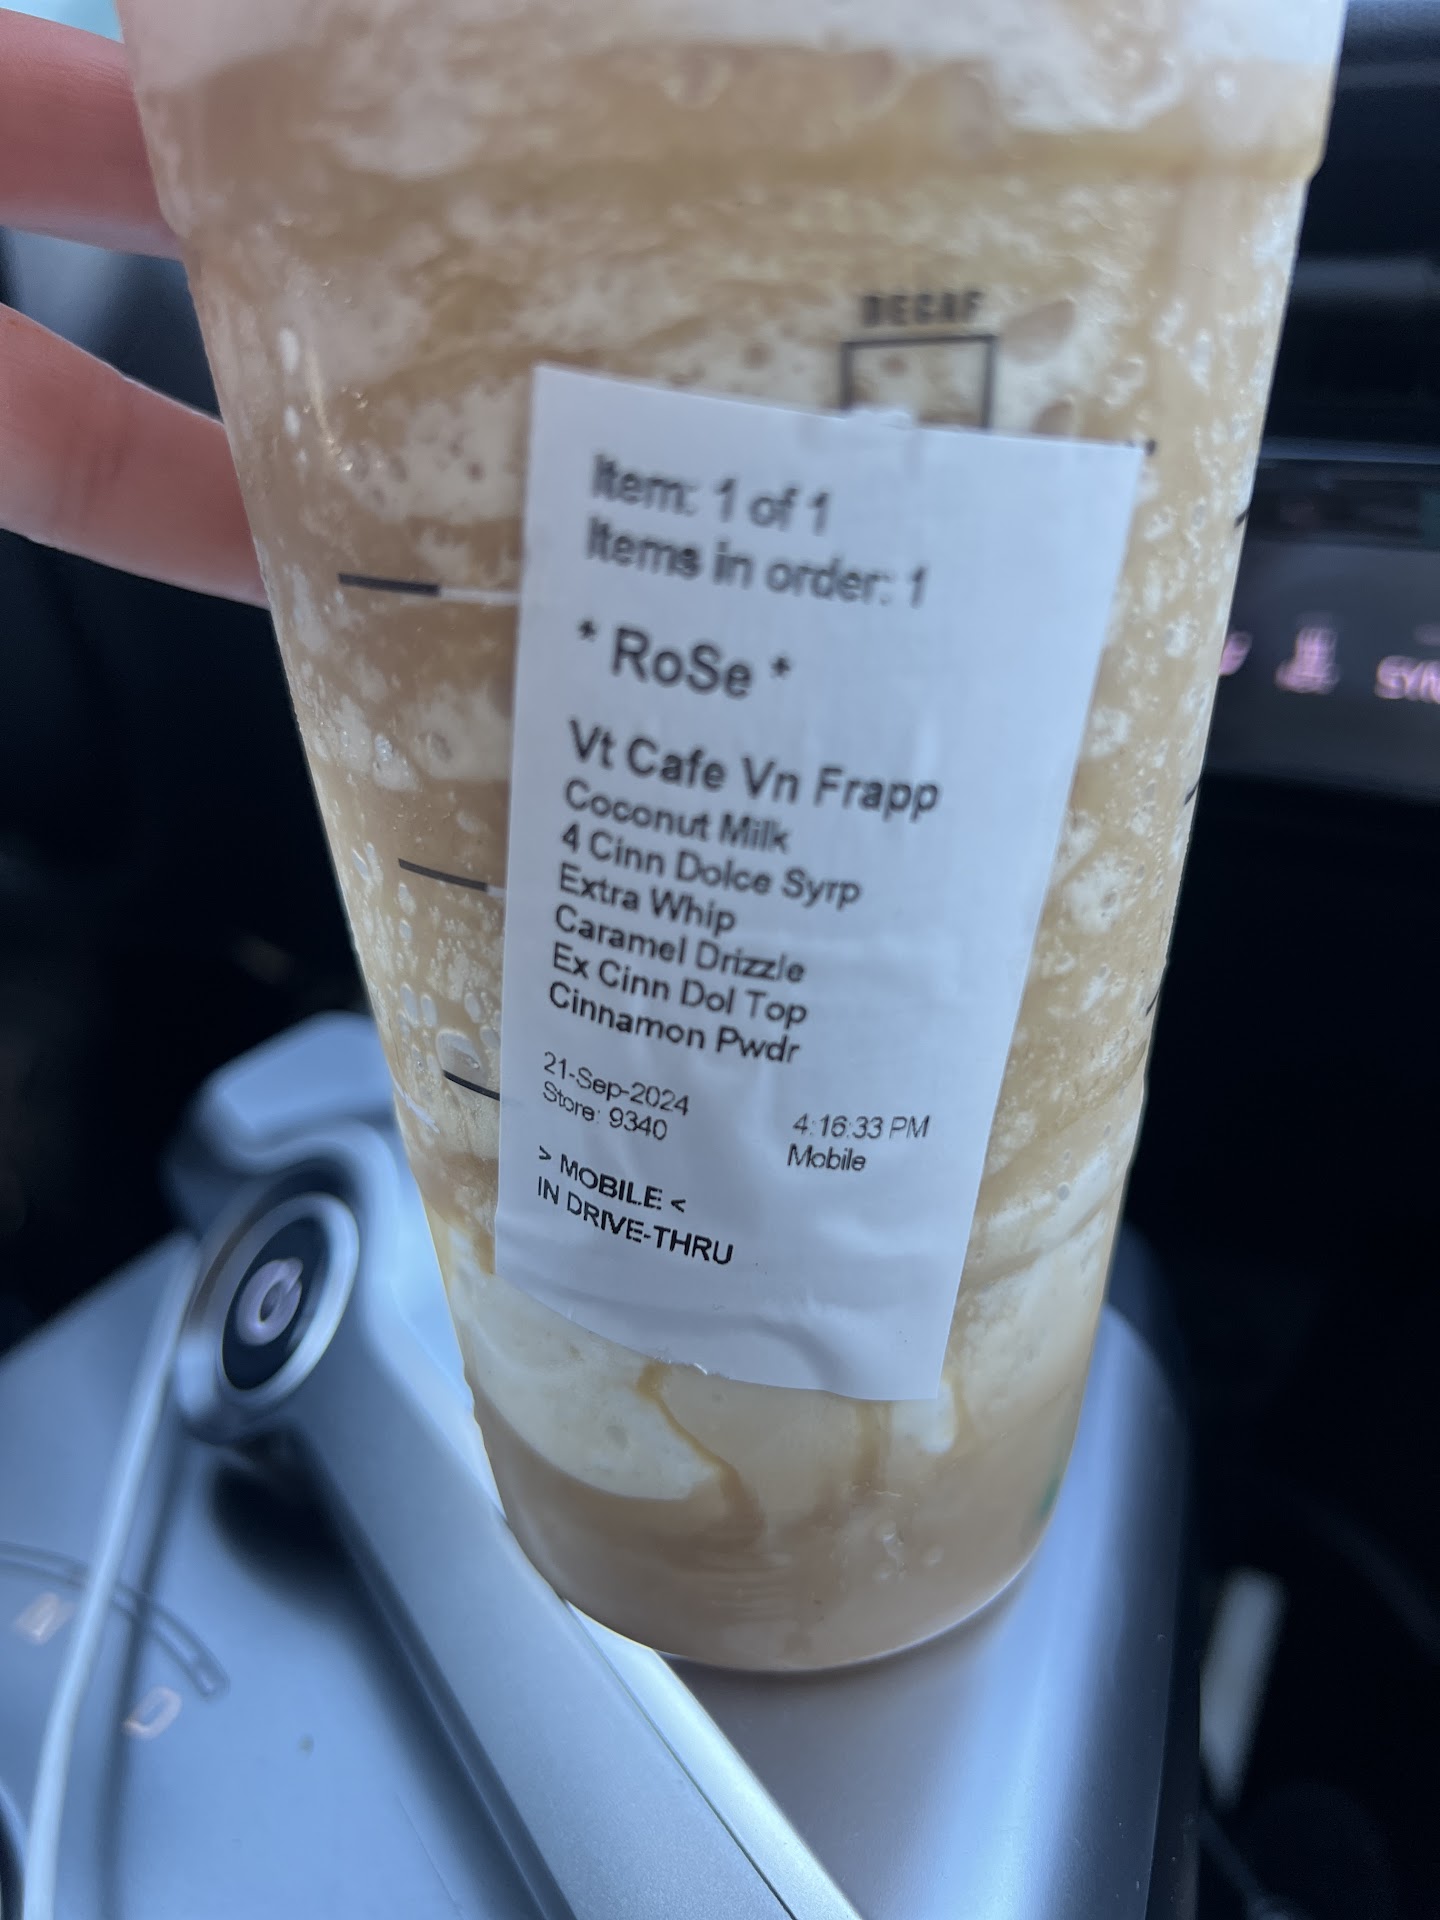 DECAF
Item: 1 of 1
Items in order: 1
* RoSe *
Vt Cafe Vn Frapp
Coconut Milk
4 Cinn Dolce Syrp
Extra Whip
Caramel Drizzle
Ex Cinn Dol Top
Cinnamon Pwdr
21-Sep-2024
Store: 9340
4:16:33 PM
Mobile
> MOBILE <
IN DRIVE-THRU
N
D